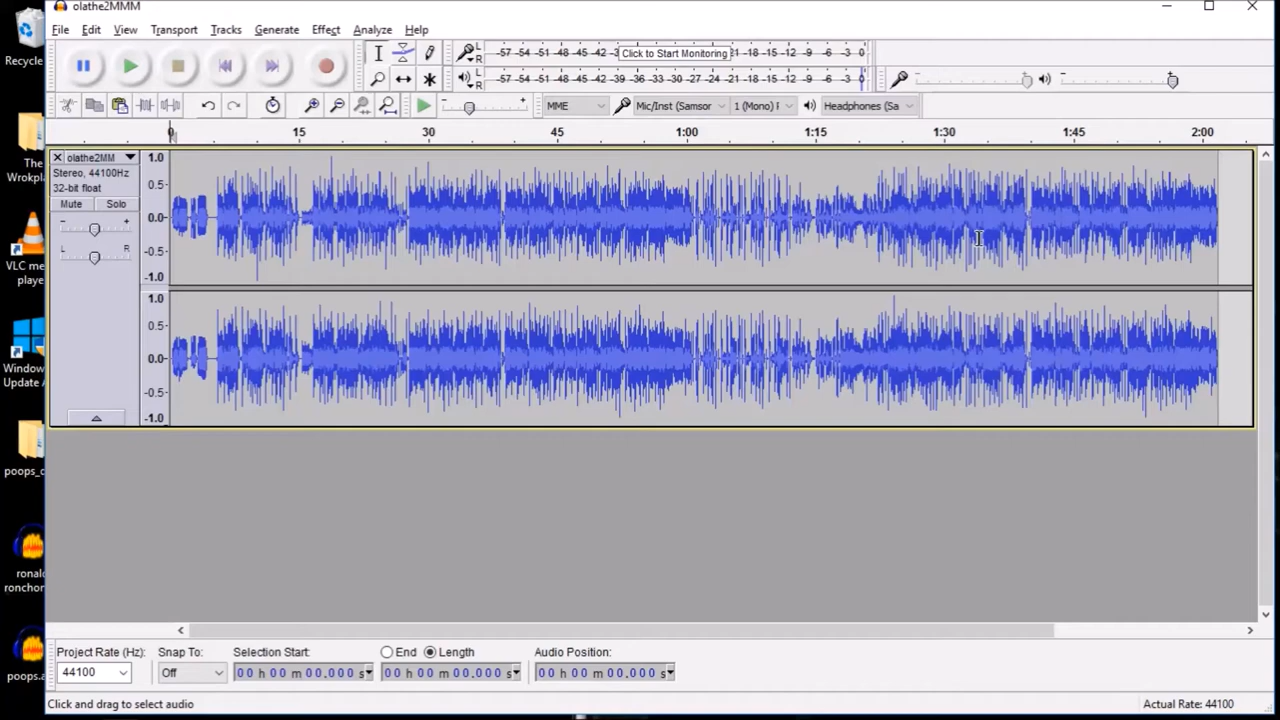 olathe2MMM
File Edit View Transport Tracks Generate Effect Analyze Help
L R -57 -54 -51 -48 -45 -42 -3 Click to Start Monitoring 1 -18 -15 -12 -9 -6 -3 0
L R -57 -54 -51 -48 -45 -42 -39 -36 -33 -30 -27 -24 -21 -18 -15 -12 -9 -6 -3 0
- +
- +
- +
MME Mic/Inst (Samsor 1 (Mono) F Headphones (Sa
0 15 30 45 1:00 1:15 1:30 1:45 2:00
X olathe2MM
Stereo, 44100Hz
32-bit float
Mute Solo
- +
L R
1.0
0.5
0.0
-0.5
-1.0
1.0
0.5
0.0
-0.5
-1.0
Recycle
The
Wrokpla
VLC me
player
Window
Update A
poops_c
ronald
ronchor
poops.a
Project Rate (Hz): Snap To: Selection Start: End Length Audio Position:
44100 Off 00 h 00 m 00.000 s 00 h 00 m 00.000 s 00 h 00 m 00.000 s
Click and drag to select audio Actual Rate: 44100